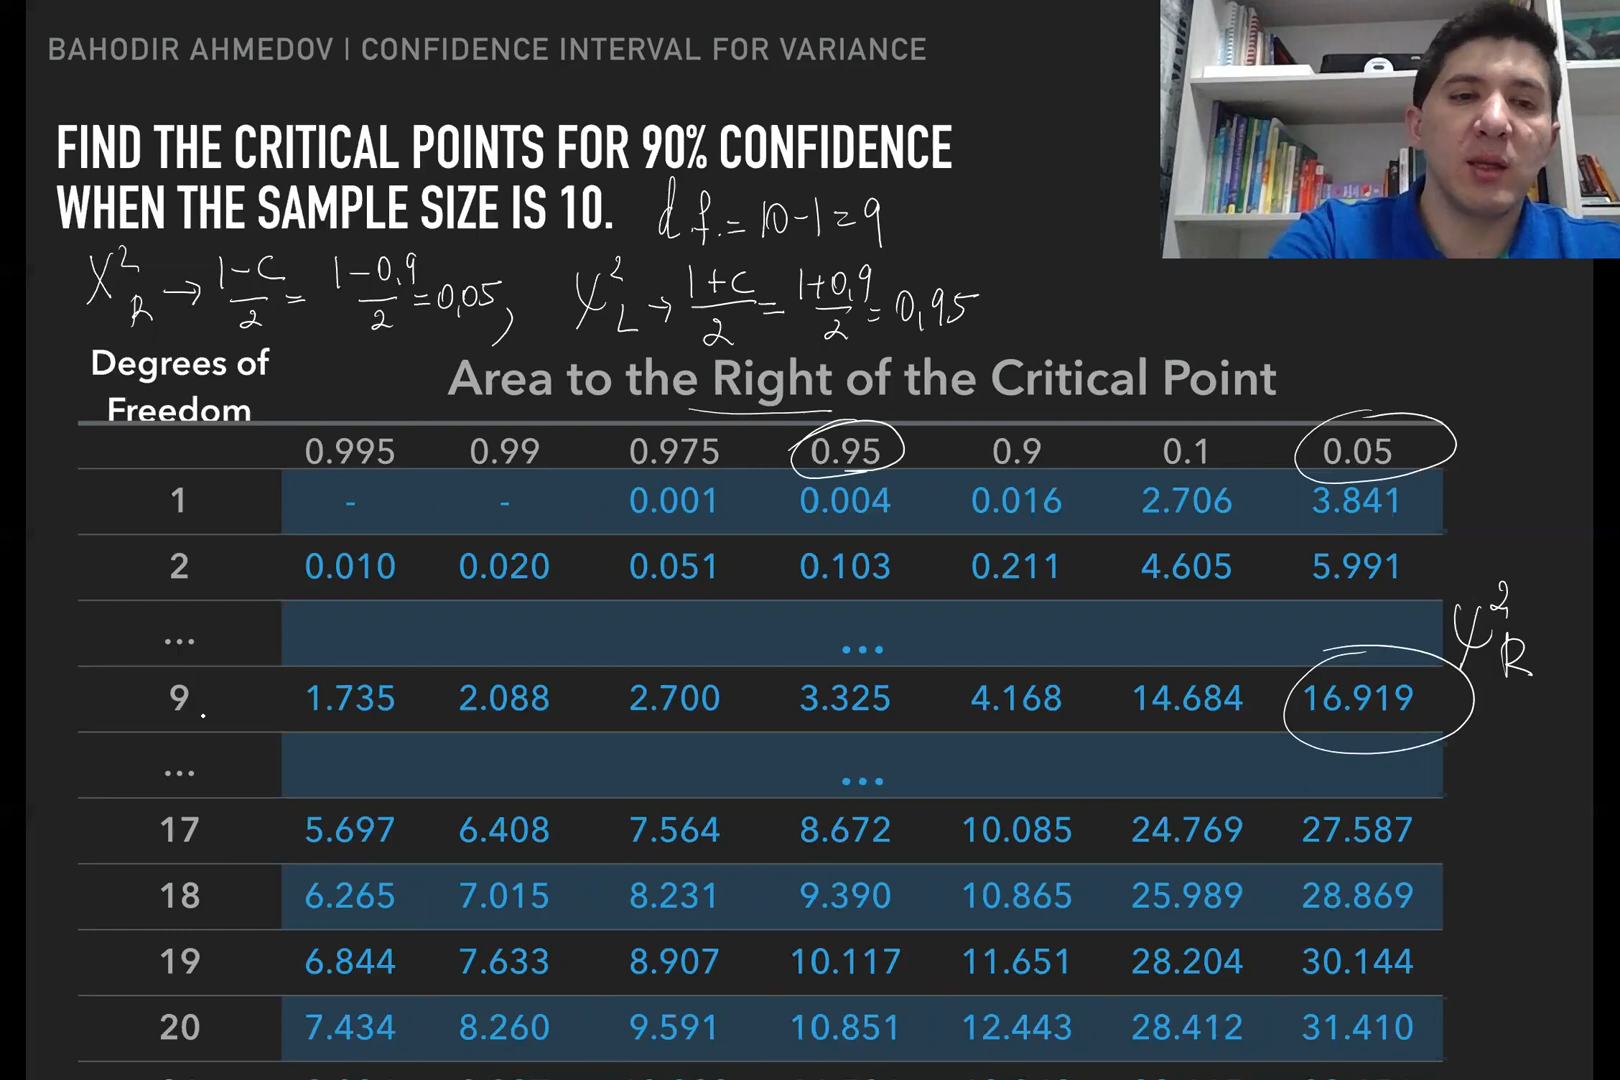 BAHODIR AHMEDOV | CONFIDENCE INTERVAL FOR VARIANCE
FIND THE CRITICAL POINTS FOR 90% CONFIDENCE
WHEN THE SAMPLE SIZE IS 10. d.f. = 10-1=9
χ²_R → (1-C)/2 = (1-0,9)/2 = 0,05, χ²_L → (1+C)/2 = (1+0,9)/2 = 0,95
Degrees of
Freedom
Area to the Right of the Critical Point
0.995 0.99 0.975 0.95 0.9 0.1 0.05
1 - - 0.001 0.004 0.016 2.706 3.841
2 0.010 0.020 0.051 0.103 0.211 4.605 5.991
... ...
χ²_R
9 1.735 2.088 2.700 3.325 4.168 14.684 16.919
... ...
17 5.697 6.408 7.564 8.672 10.085 24.769 27.587
18 6.265 7.015 8.231 9.390 10.865 25.989 28.869
19 6.844 7.633 8.907 10.117 11.651 28.204 30.144
20 7.434 8.260 9.591 10.851 12.443 28.412 31.410